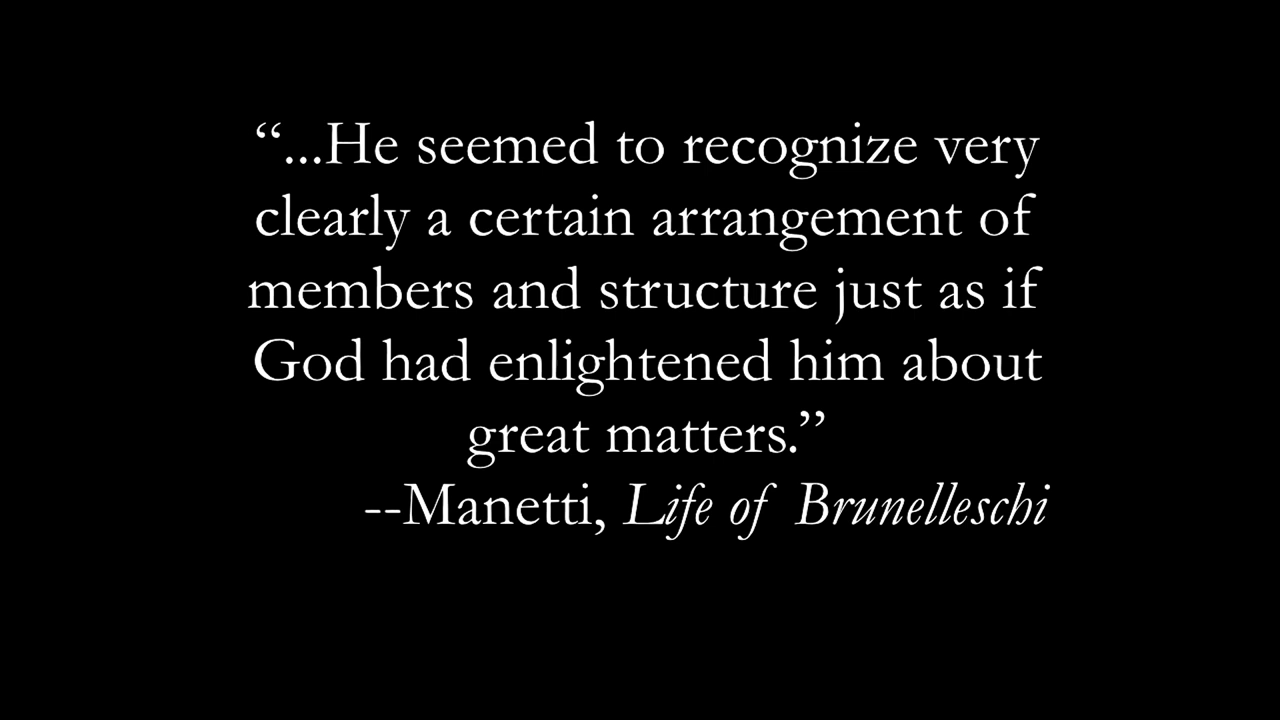 “...He seemed to recognize very
clearly a certain arrangement of
members and structure just as if
God had enlightened him about
great matters.”
--Manetti, Life of Brunelleschi